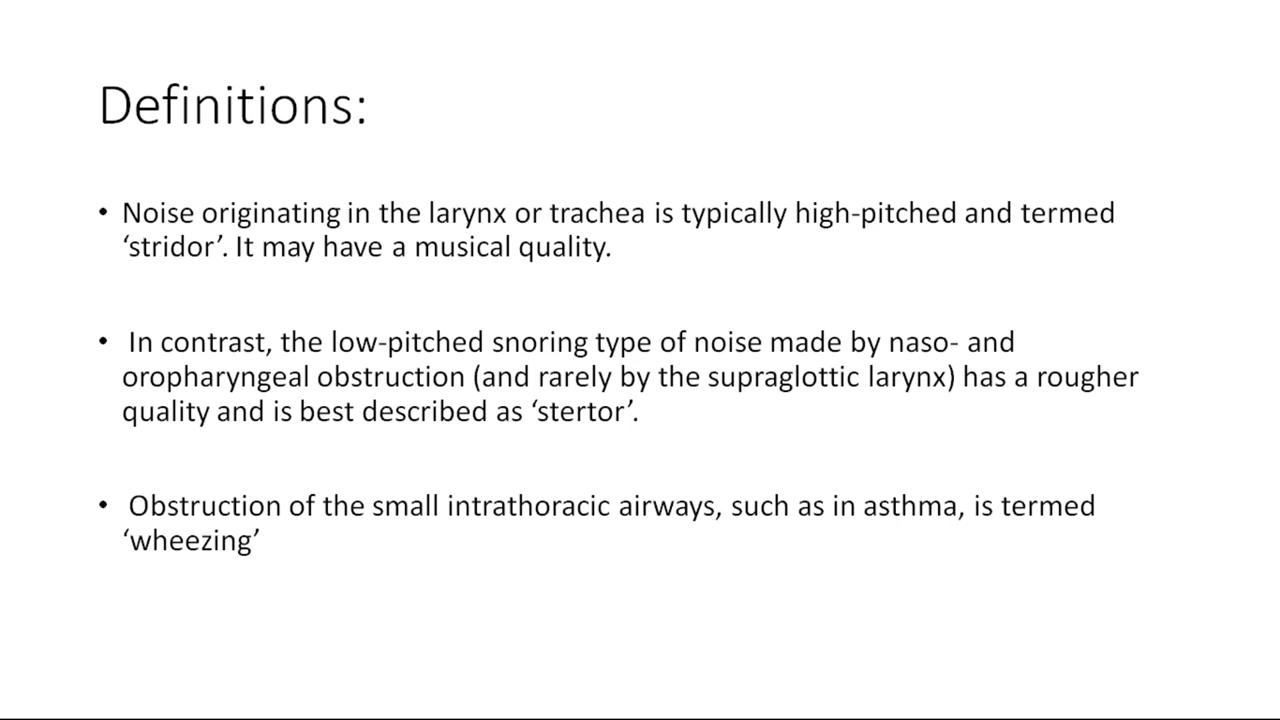 Definitions:
• Noise originating in the larynx or trachea is typically high-pitched and termed
‘stridor’. It may have a musical quality.
• In contrast, the low-pitched snoring type of noise made by naso- and
oropharyngeal obstruction (and rarely by the supraglottic larynx) has a rougher
quality and is best described as ‘stertor’.
• Obstruction of the small intrathoracic airways, such as in asthma, is termed
‘wheezing’